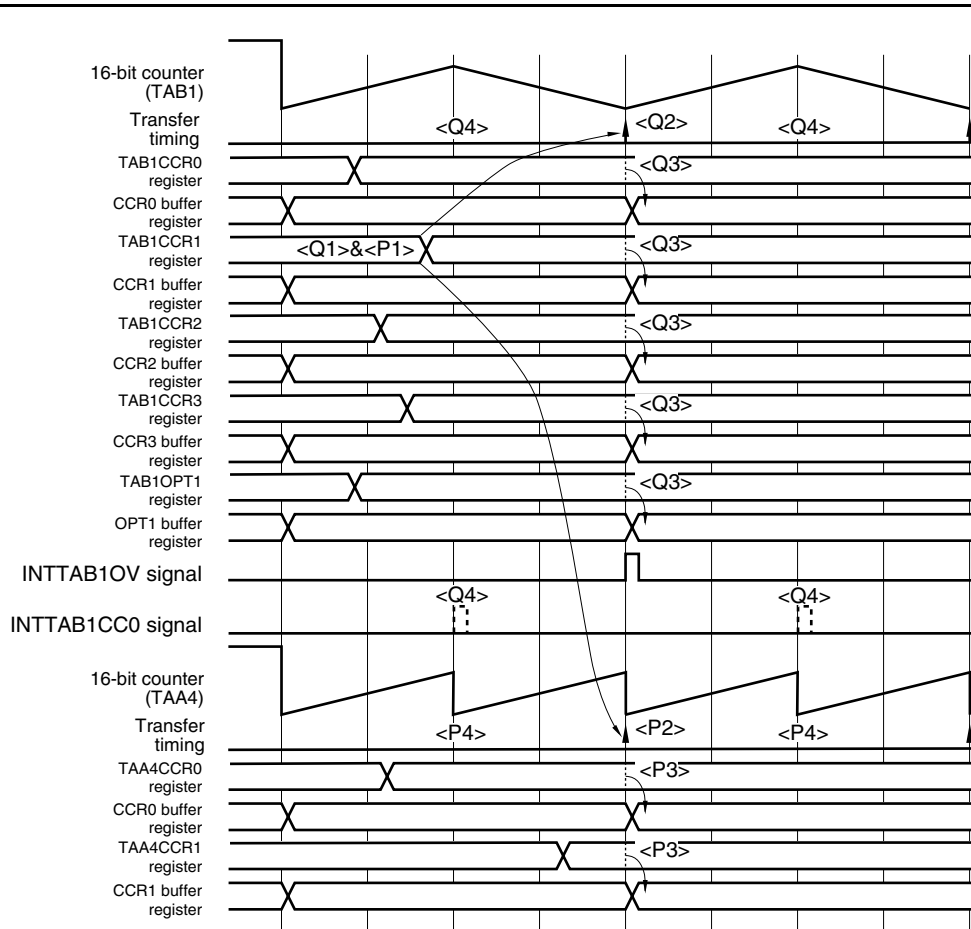 16-bit counter
(TAB1)
Transfer
timing
<Q4>
<Q2>
<Q4>
TAB1CCR0
register
<Q3>
CCR0 buffer
register
TAB1CCR1
register
<Q1>&<P1>
<Q3>
CCR1 buffer
register
TAB1CCR2
register
<Q3>
CCR2 buffer
register
TAB1CCR3
register
<Q3>
CCR3 buffer
register
TAB1OPT1
register
<Q3>
OPT1 buffer
register
INTTAB1OV signal
<Q4>
<Q4>
INTTAB1CC0 signal
16-bit counter
(TAA4)
Transfer
timing
<P4>
<P2>
<P4>
TAA4CCR0
register
<P3>
CCR0 buffer
register
TAA4CCR1
register
<P3>
CCR1 buffer
register